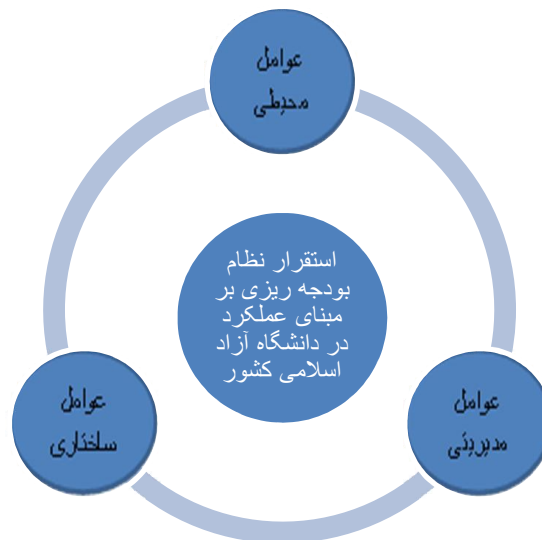 عوامل
محیطی
استقرار نظام
بودجه ریزی بر
مبنای عملکرد
در دانشگاه آزاد
اسلامی کشور
عوامل
مدیریتی
عوامل
ساختاری